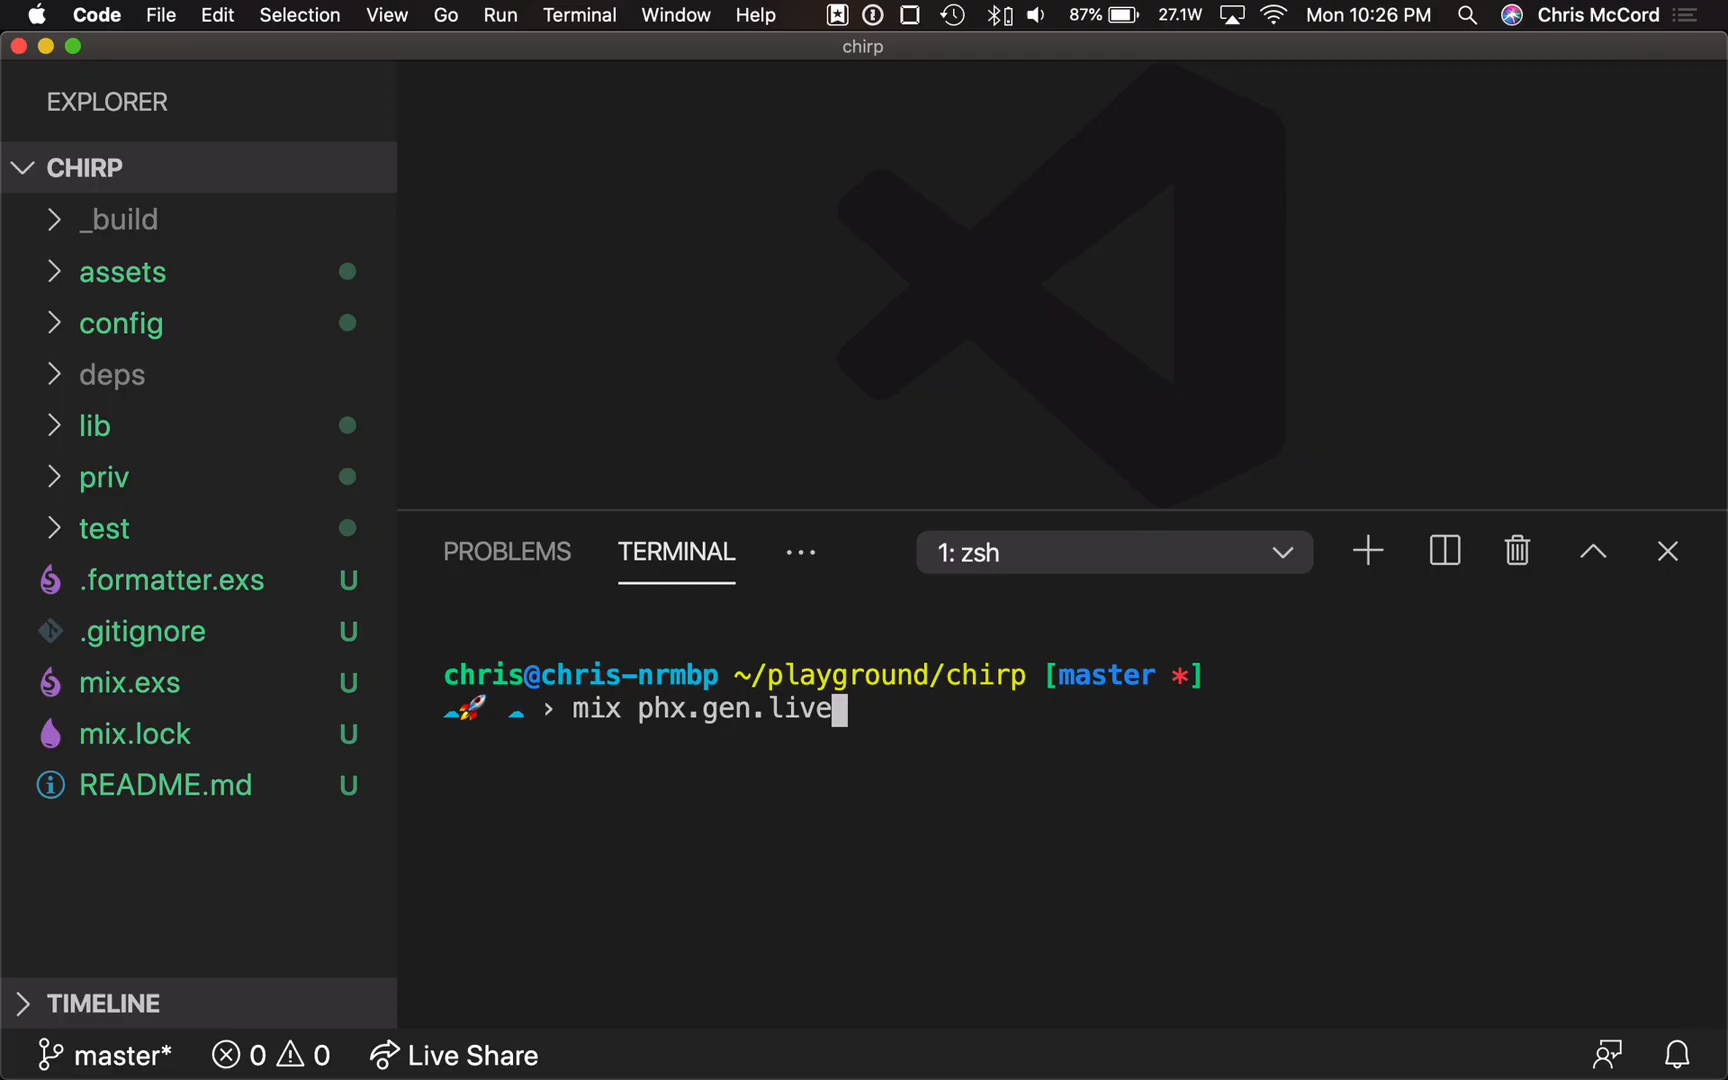 Code File Edit Selection View Go Run Terminal Window Help 87% 27.1W Mon 10:26 PM Chris McCord
chirp
EXPLORER
CHIRP
_build
assets
config
deps
lib
priv
test
.formatter.exs U
.gitignore U
mix.exs U
mix.lock U
README.md U
TIMELINE
PROBLEMS TERMINAL ··· 1: zsh
chris@chris-nrmbp ~/playground/chirp [master *]
› mix phx.gen.live
master* 0 0 Live Share